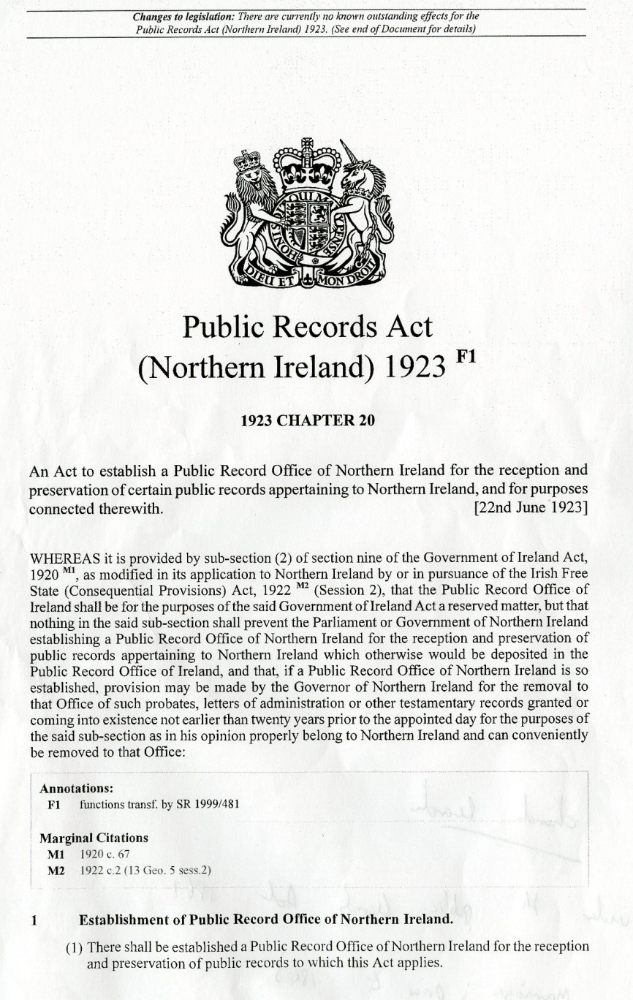 Changes to legislation: There are currently no known outstanding effects for the
Public Records Act (Northern Ireland) 1923. (See end of Document for details)
QUI M
Y PENSE
HONI S
DIEU ET MON DROIT
Public Records Act
(Northern Ireland) 1923 F1
1923 CHAPTER 20
An Act to establish a Public Record Office of Northern Ireland for the reception and
preservation of certain public records appertaining to Northern Ireland, and for purposes
connected therewith. [22nd June 1923]
WHEREAS it is provided by sub-section (2) of section nine of the Government of Ireland Act,
1920 M1, as modified in its application to Northern Ireland by or in pursuance of the Irish Free
State (Consequential Provisions) Act, 1922 M2 (Session 2), that the Public Record Office of
Ireland shall be for the purposes of the said Government of Ireland Act a reserved matter, but that
nothing in the said sub-section shall prevent the Parliament or Government of Northern Ireland
establishing a Public Record Office of Northern Ireland for the reception and preservation of
public records appertaining to Northern Ireland which otherwise would be deposited in the
Public Record Office of Ireland, and that, if a Public Record Office of Northern Ireland is so
established, provision may be made by the Governor of Northern Ireland for the removal to
that Office of such probates, letters of administration or other testamentary records granted or
coming into existence not earlier than twenty years prior to the appointed day for the purposes of
the said sub-section as in his opinion properly belong to Northern Ireland and can conveniently
be removed to that Office:
Annotations:
F1 functions transf. by SR 1999/481
Marginal Citations
M1 1920 c. 67
M2 1922 c.2 (13 Geo. 5 sess.2)
1 Establishment of Public Record Office of Northern Ireland.
(1) There shall be established a Public Record Office of Northern Ireland for the reception
and preservation of public records to which this Act applies.